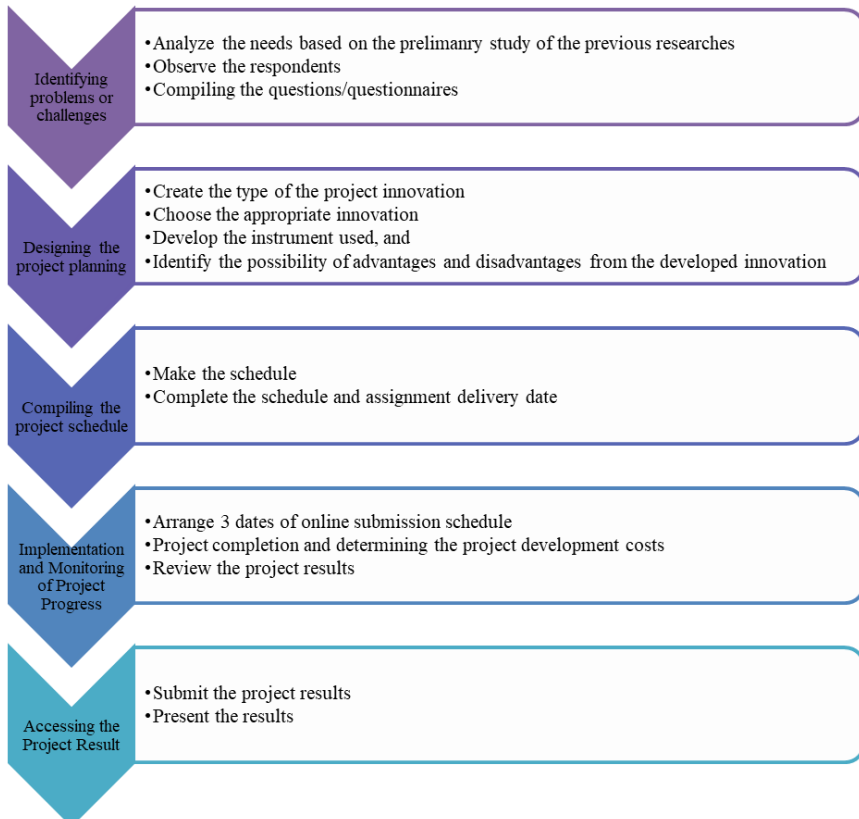 Identifying
problems or
challenges
•Analyze the needs based on the prelimanry study of the previous researches
•Observe the respondents
•Compiling the questions/questionnaires
Designing the
project planning
•Create the type of the project innovation
•Choose the appropriate innovation
•Develop the instrument used, and
•Identify the possibility of advantages and disadvantages from the developed innovation
Compiling the
project schedule
•Make the schedule
•Complete the schedule and assignment delivery date
Implementation
and Monitoring
of Project
Progress
•Arrange 3 dates of online submission schedule
•Project completion and determining the project development costs
•Review the project results
Accessing the
Project Result
•Submit the project results
•Present the results